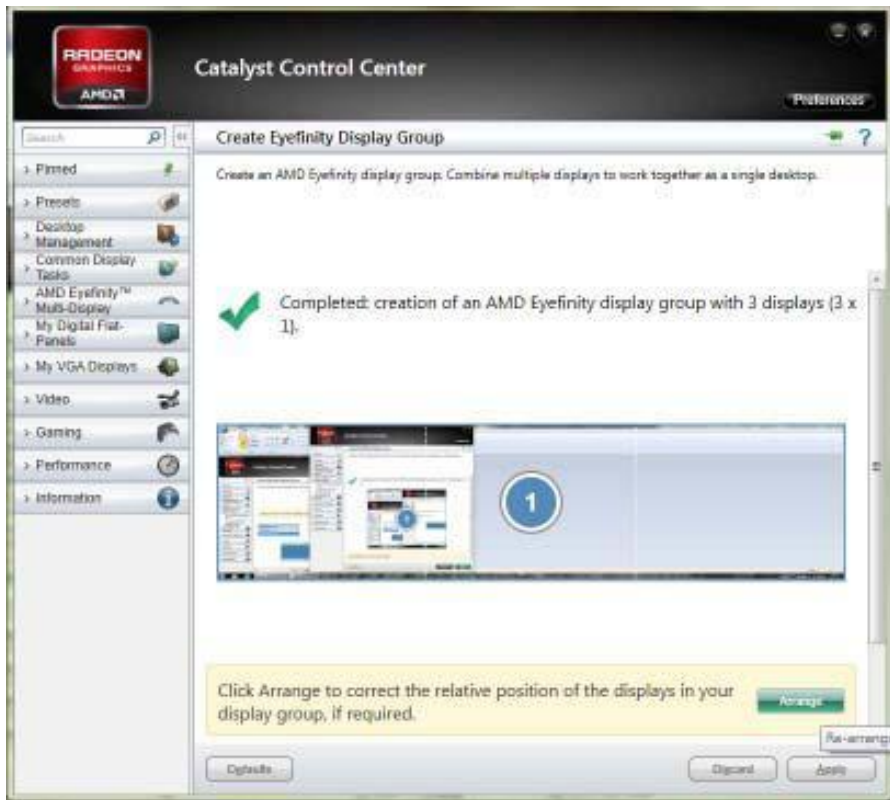 RADEON
GRAPHICS
AMD
Catalyst Control Center
Preferences
Search
Create Eyefinity Display Group
?
Pinned
Create an AMD Eyefinity display group. Combine multiple displays to work together as a single desktop.
Presets
Desktop
Management
Common Display
Tasks
AMD Eyefinity™
Multi-Display
My Digital Flat-
Panels
My VGA Displays
Video
Gaming
Performance
Information
Completed: creation of an AMD Eyefinity display group with 3 displays (3 x
1).
1
Click Arrange to correct the relative position of the displays in your
display group, if required.
Arrange
Re-arrang
Defaults
Discard
Apply